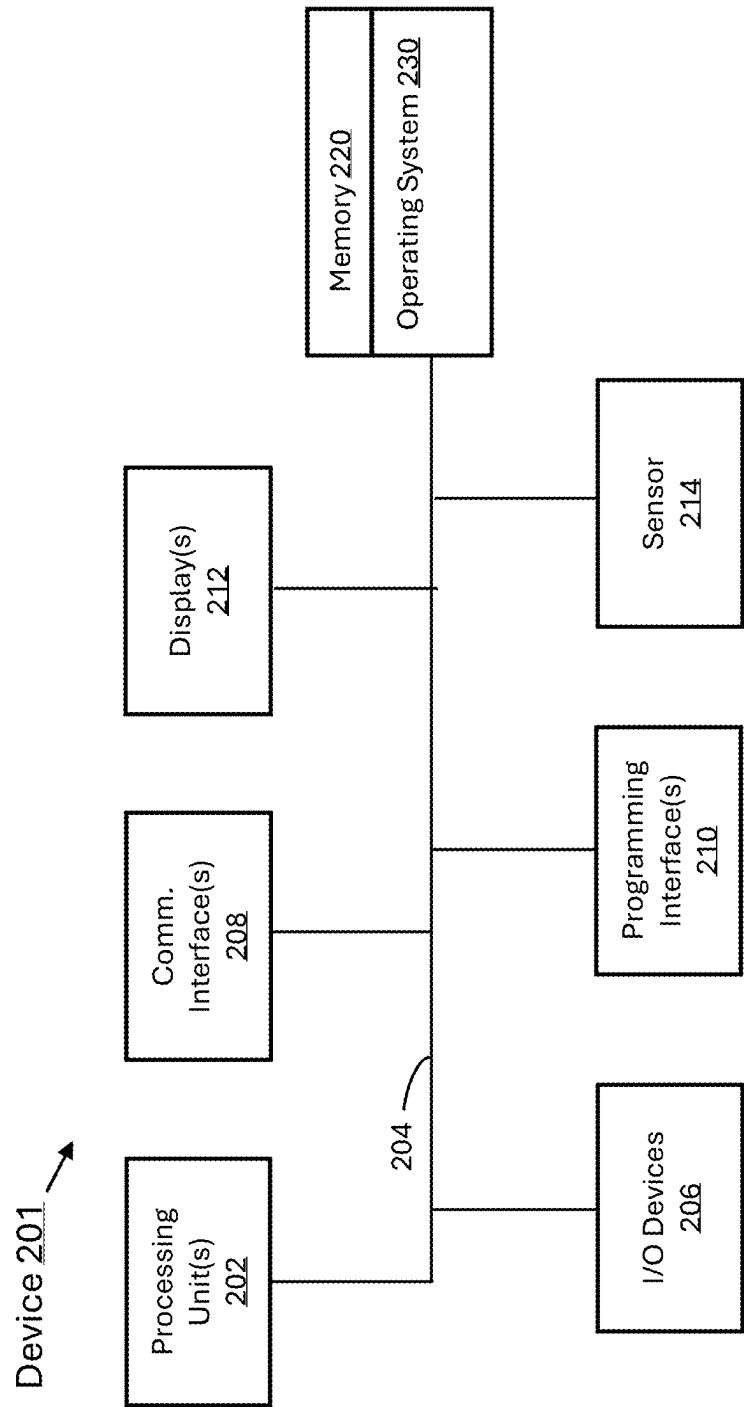 Device 201
Processing
Unit(s)
202
Comm.
Interface(s)
208
Display(s)
212
Memory 220
Operating System 230
204
I/O Devices
206
Programming
Interface(s)
210
Sensor
214